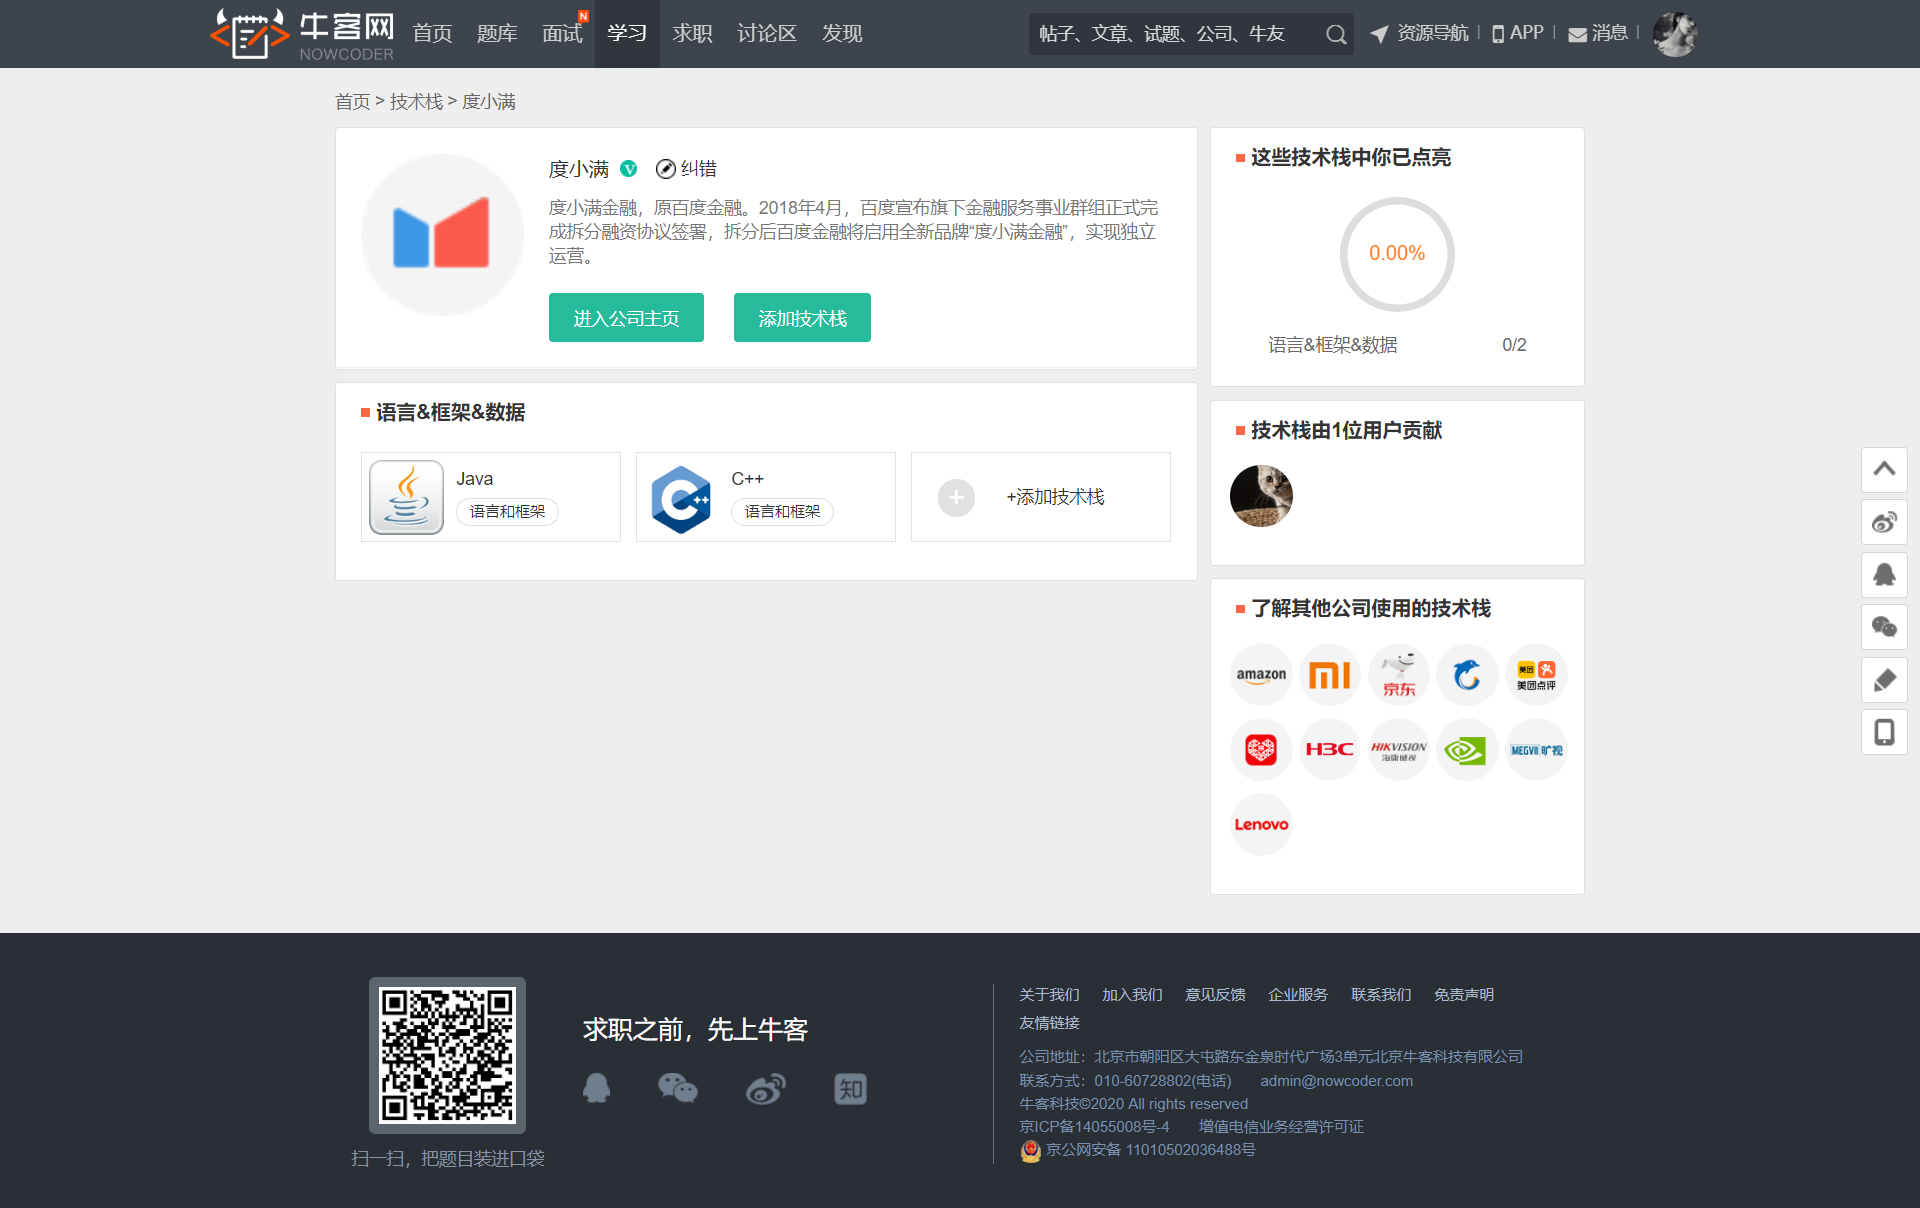 牛客网
NOWCODER
首页 题库 面试 N 学习 求职 讨论区 发现
帖子、文章、试题、公司、牛友
资源导航 APP 消息
首页 > 技术栈 > 度小满
度小满 V 纠错
度小满金融，原百度金融。2018年4月，百度宣布旗下金融服务事业群组正式完
成拆分融资协议签署，拆分后百度金融将启用全新品牌“度小满金融”，实现独立
运营。
进入公司主页 添加技术栈
语言&框架&数据
Java
语言和框架
C++
语言和框架
+添加技术栈
这些技术栈中你已点亮
0.00%
语言&框架&数据 0/2
技术栈由1位用户贡献
了解其他公司使用的技术栈
amazon
MI
京东
美团
美团点评
H3C
HIKVISION
海康威视
MEGVII 旷视
Lenovo
扫一扫，把题目装进口袋
求职之前，先上牛客
知
关于我们 加入我们 意见反馈 企业服务 联系我们 免责声明
友情链接
公司地址：北京市朝阳区大屯路东金泉时代广场3单元北京牛客科技有限公司
联系方式：010-60728802(电话) admin@nowcoder.com
牛客科技©2020 All rights reserved
京ICP备14055008号-4 增值电信业务经营许可证
京公网安备 11010502036488号